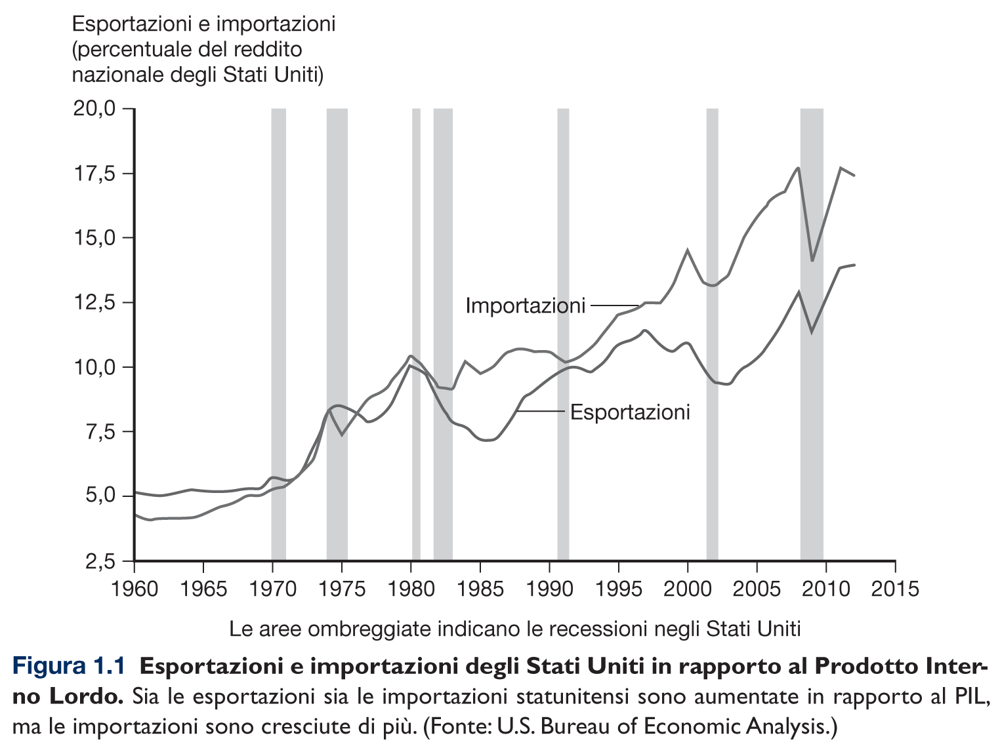 Esportazioni e importazioni
(percentuale del reddito
nazionale degli Stati Uniti)
20,0
17,5
15,0
12,5
10,0
7,5
5,0
2,5
Importazioni
Esportazioni
1960 1965 1970 1975 1980 1985 1990 1995 2000 2005 2010 2015
Le aree ombreggiate indicano le recessioni negli Stati Uniti
Figura 1.1 Esportazioni e importazioni degli Stati Uniti in rapporto al Prodotto Inter-
no Lordo. Sia le esportazioni sia le importazioni statunitensi sono aumentate in rapporto al PIL,
ma le importazioni sono cresciute di più. (Fonte: U.S. Bureau of Economic Analysis.)